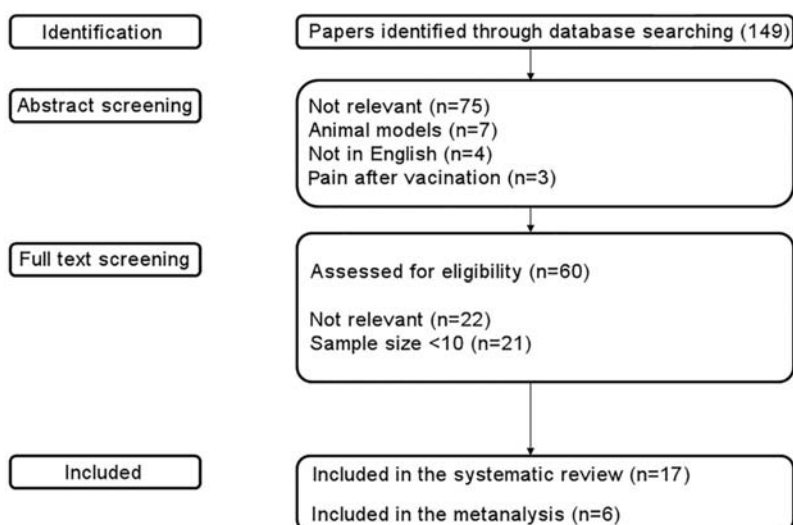 Identification
Papers identified through database searching (149)
Abstract screening
Not relevant (n=75)
Animal models (n=7)
Not in English (n=4)
Pain after vacination (n=3)
Full text screening
Assessed for eligibility (n=60)
Not relevant (n=22)
Sample size <10 (n=21)
Included
Included in the systematic review (n=17)
Included in the metanalysis (n=6)